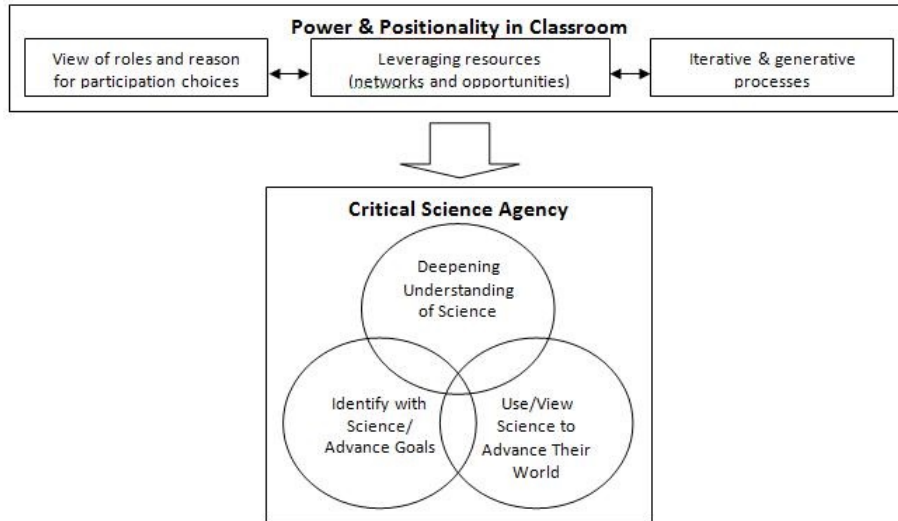 Power & Positionality in Classroom
View of roles and reason
for participation choices
Leveraging resources
(networks and opportunities)
Iterative & generative
processes
Critical Science Agency
Deepening
Understanding
of Science
Identify with
Science/
Advance Goals
Use/View
Science to
Advance Their
World